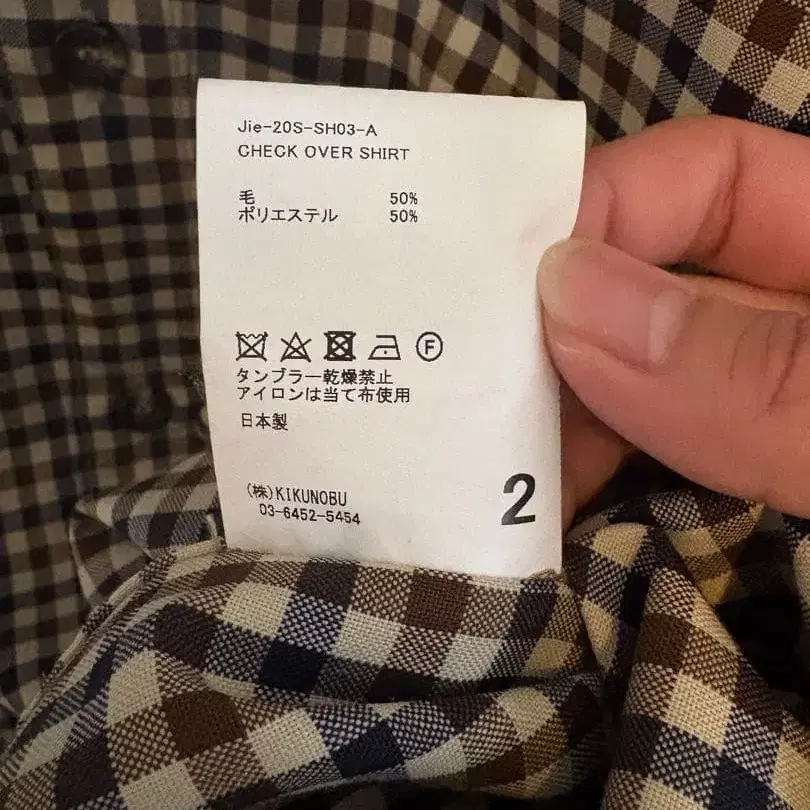 Jie-20S-SH03-A
CHECK OVER SHIRT
毛 50%
ポリエステル 50%
F
タンブラー乾燥禁止
アイロンは当て布使用
日本製
(株)KIKUNOBU
03-6452-5454
2